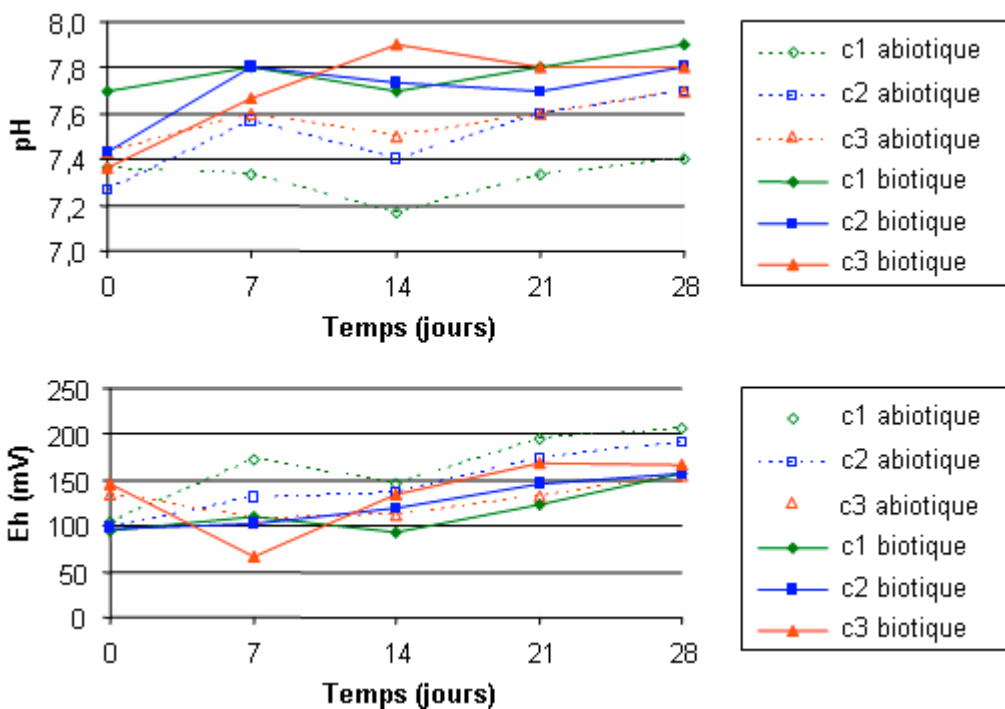 8,0
7,8
7,6
7,4
7,2
7,0
pH
0 7 14 21 28
Temps (jours)
c1 abiotique
c2 abiotique
c3 abiotique
c1 biotique
c2 biotique
c3 biotique
250
200
150
100
50
0
Eh (mV)
0 7 14 21 28
Temps (jours)
c1 abiotique
c2 abiotique
c3 abiotique
c1 biotique
c2 biotique
c3 biotique